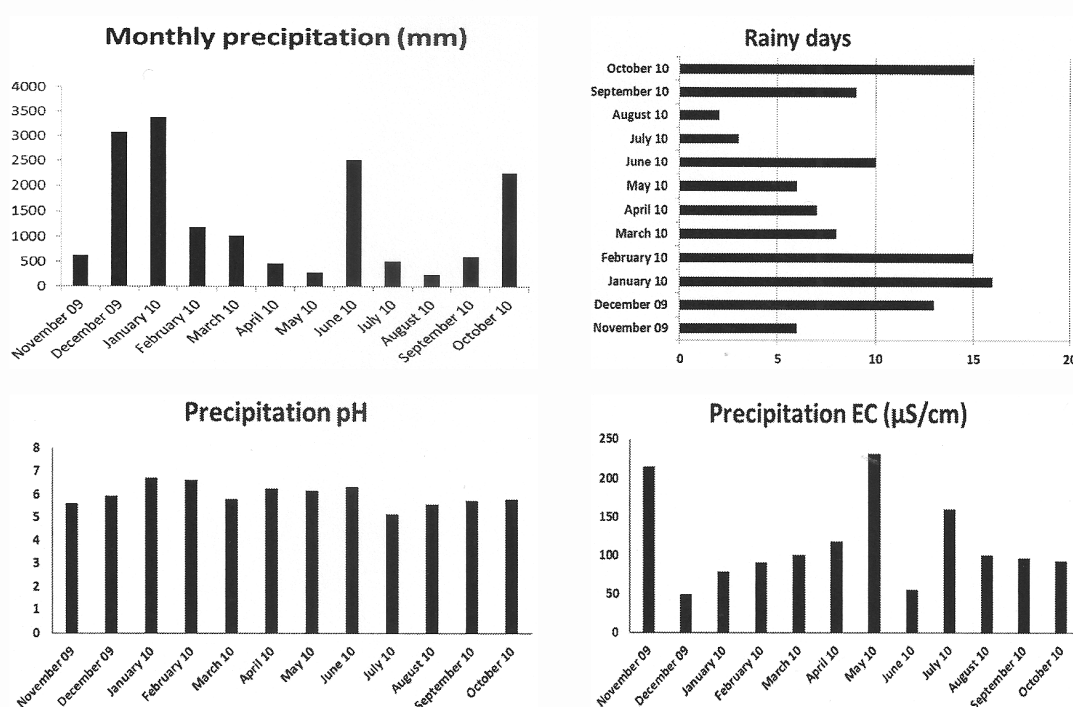 Monthly precipitation (mm)
4000
3500
3000
2500
2000
1500
1000
500
0
November 09
December 09
January 10
February 10
March 10
April 10
May 10
June 10
July 10
August 10
September 10
October 10
Rainy days
October 10
September 10
August 10
July 10
June 10
May 10
April 10
March 10
February 10
January 10
December 09
November 09
0 5 10 15 20
Precipitation pH
8
7
6
5
4
3
2
1
0
November 09
December 09
January 10
February 10
March 10
April 10
May 10
June 10
July 10
August 10
September 10
October 10
Precipitation EC (µS/cm)
250
200
150
100
50
0
November 09
December 09
January 10
February 10
March 10
April 10
May 10
June 10
July 10
August 10
September 10
October 10